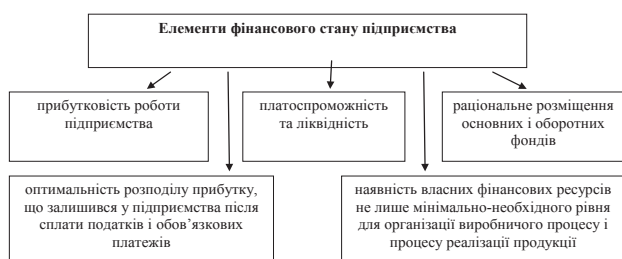 Елементи фінансового стану підприємства
прибутковість роботи
підприємства
платоспроможність
та ліквідність
раціональне розміщення
основних і оборотних
фондів
оптимальність розподілу прибутку,
що залишився у підприємства після
сплати податків і обов'язкових
платежів
наявність власних фінансових ресурсів
не лише мінімально-необхідного рівня
для організації виробничого процесу і
процесу реалізації продукції